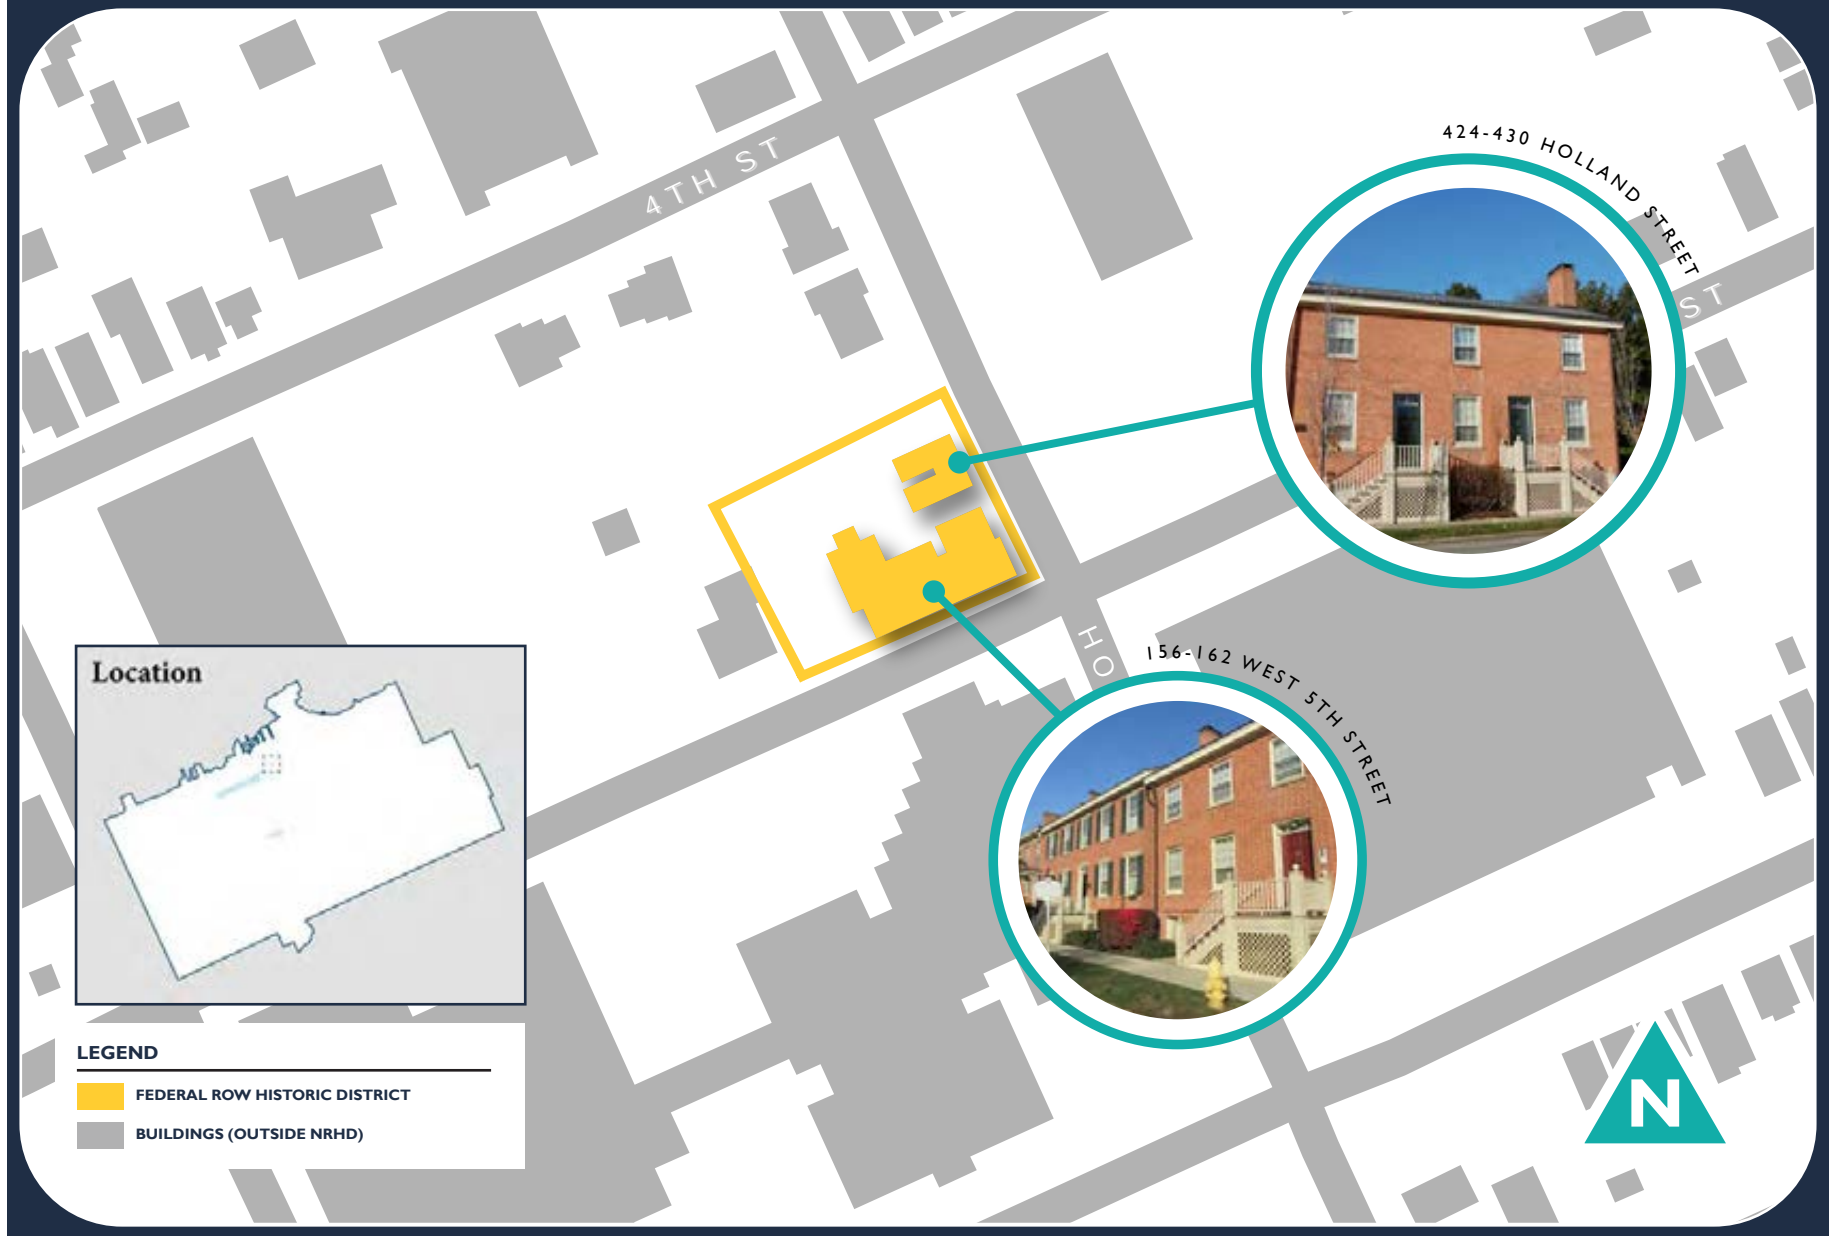 4TH ST
424-430 HOLLAND STREET
ST
HO
156-162 WEST 5TH STREET
Location
LEGEND
FEDERAL ROW HISTORIC DISTRICT
BUILDINGS (OUTSIDE NRHD)
N